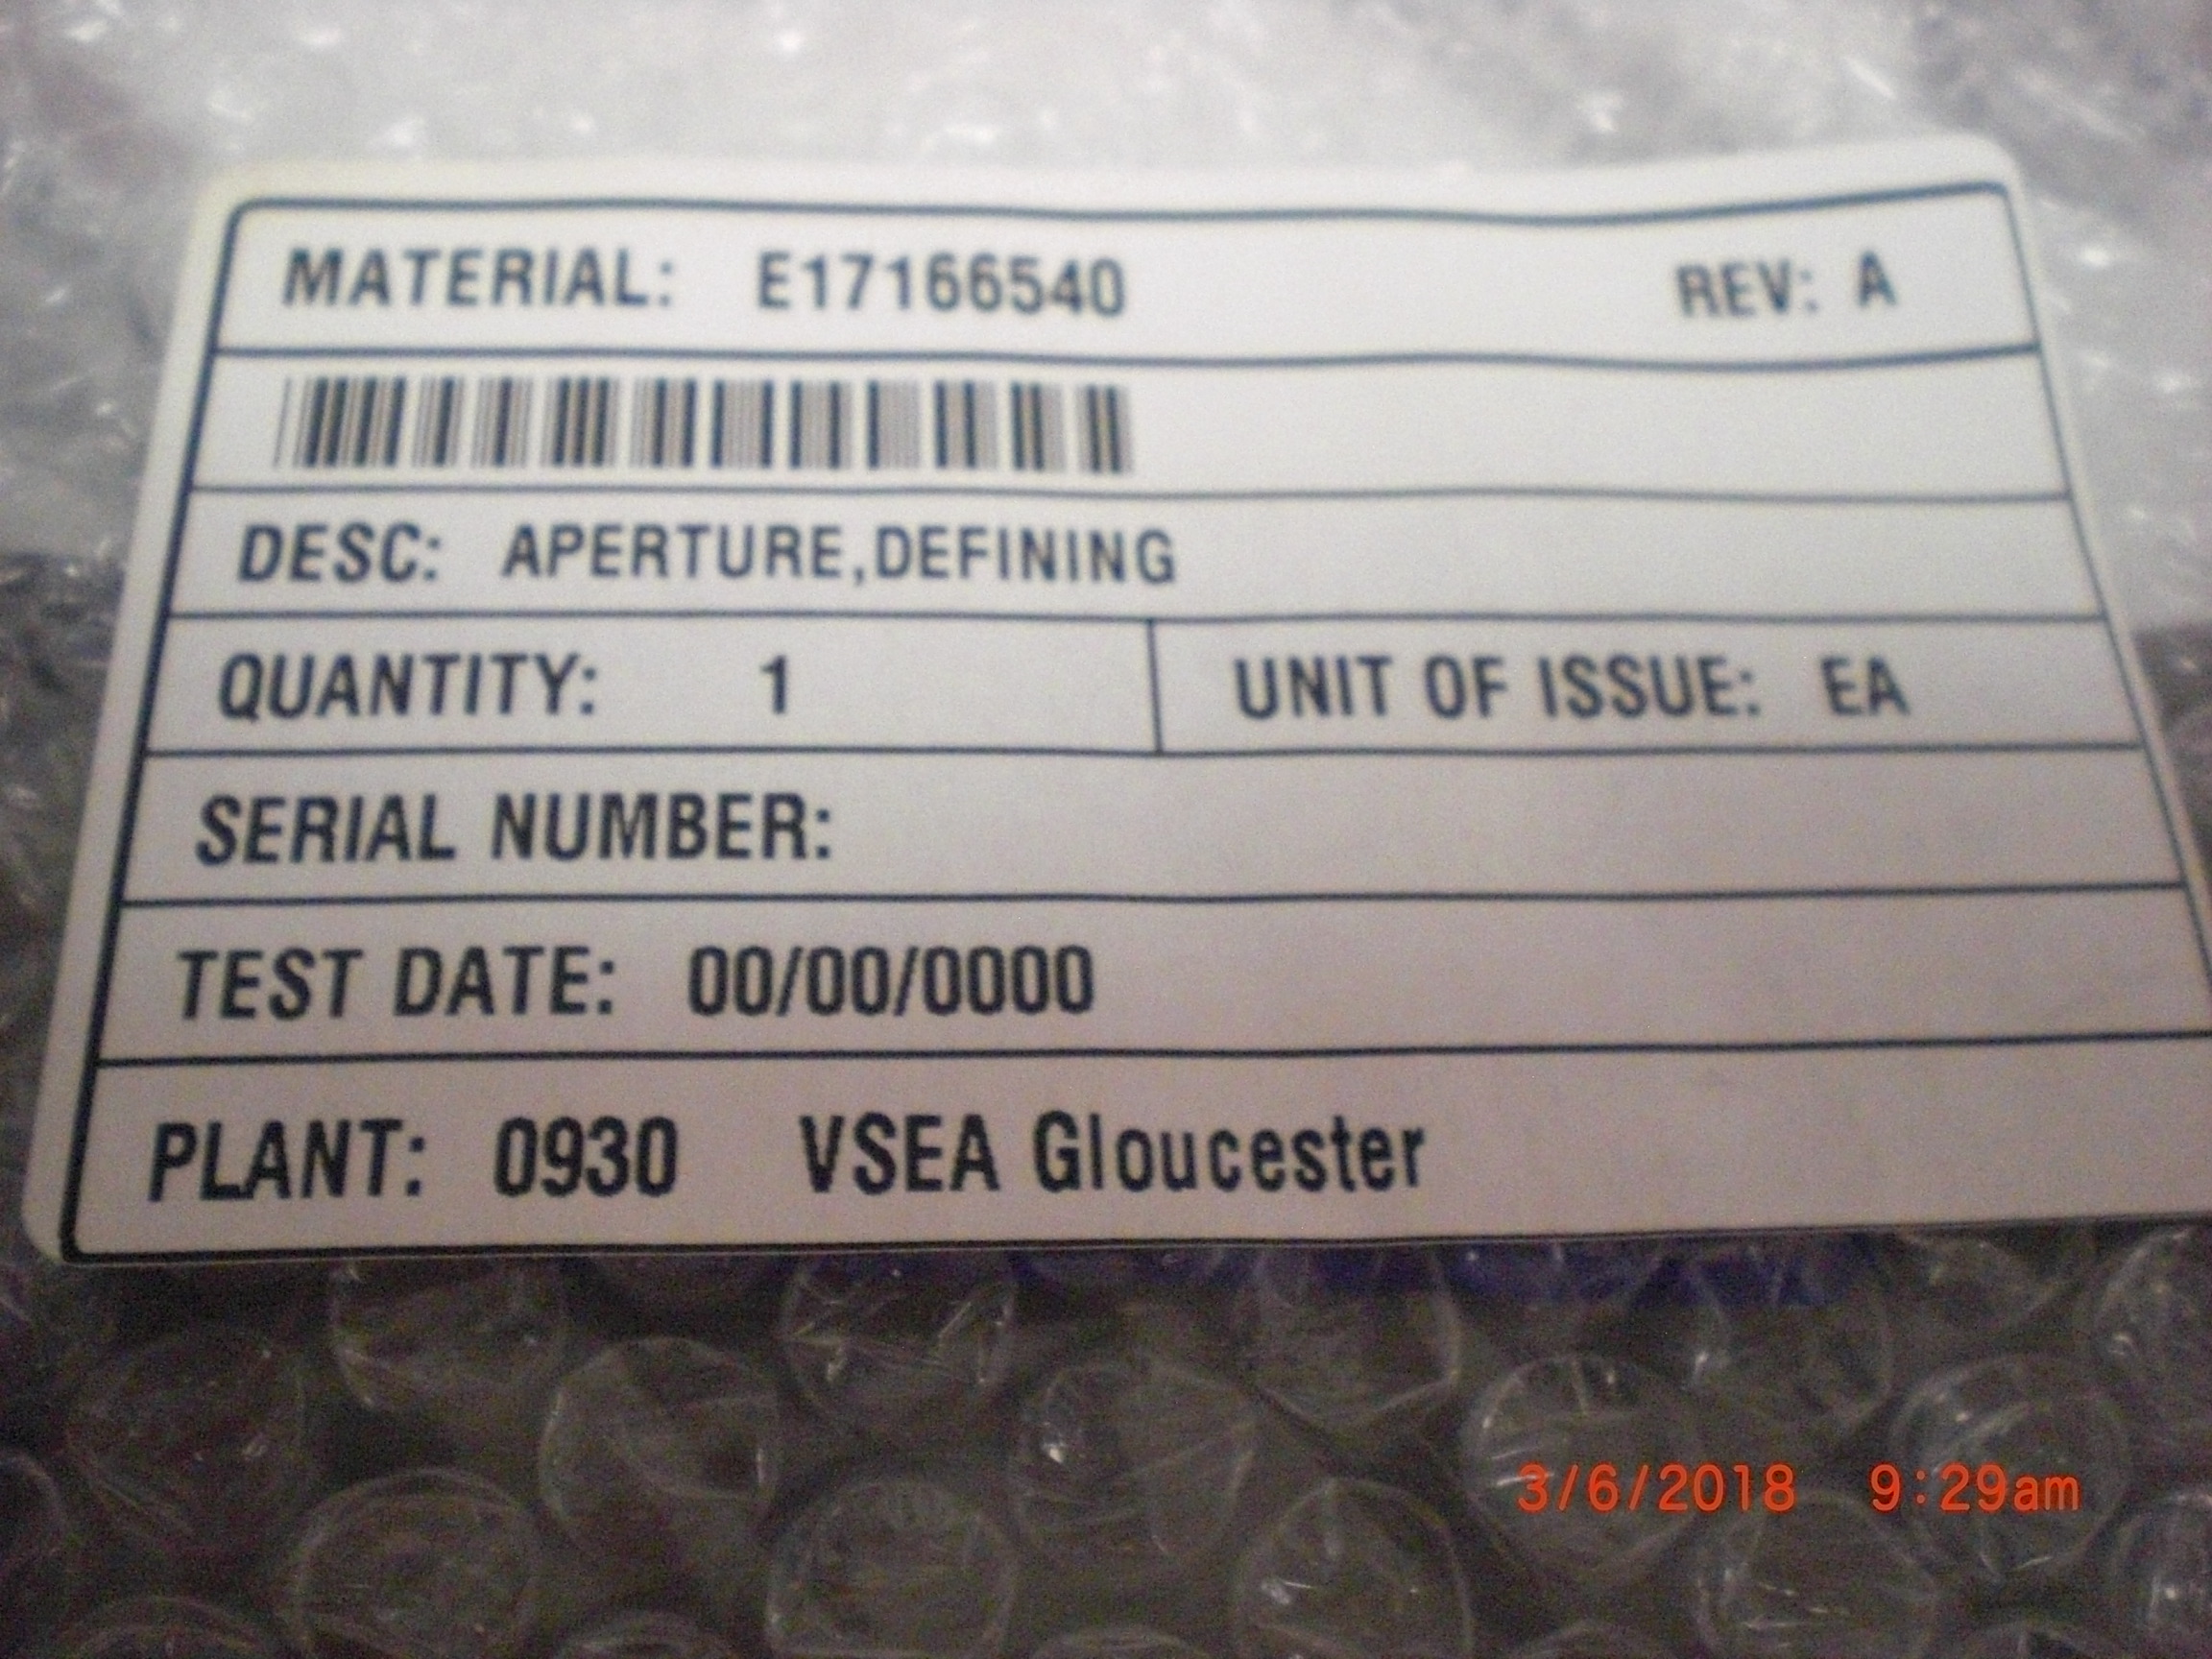 MATERIAL: E17166540 REV: A
DESC: APERTURE,DEFINING
QUANTITY: 1 UNIT OF ISSUE: EA
SERIAL NUMBER:
TEST DATE: 00/00/0000
PLANT: 0930 VSEA Gloucester
3/6/2018 9:29am